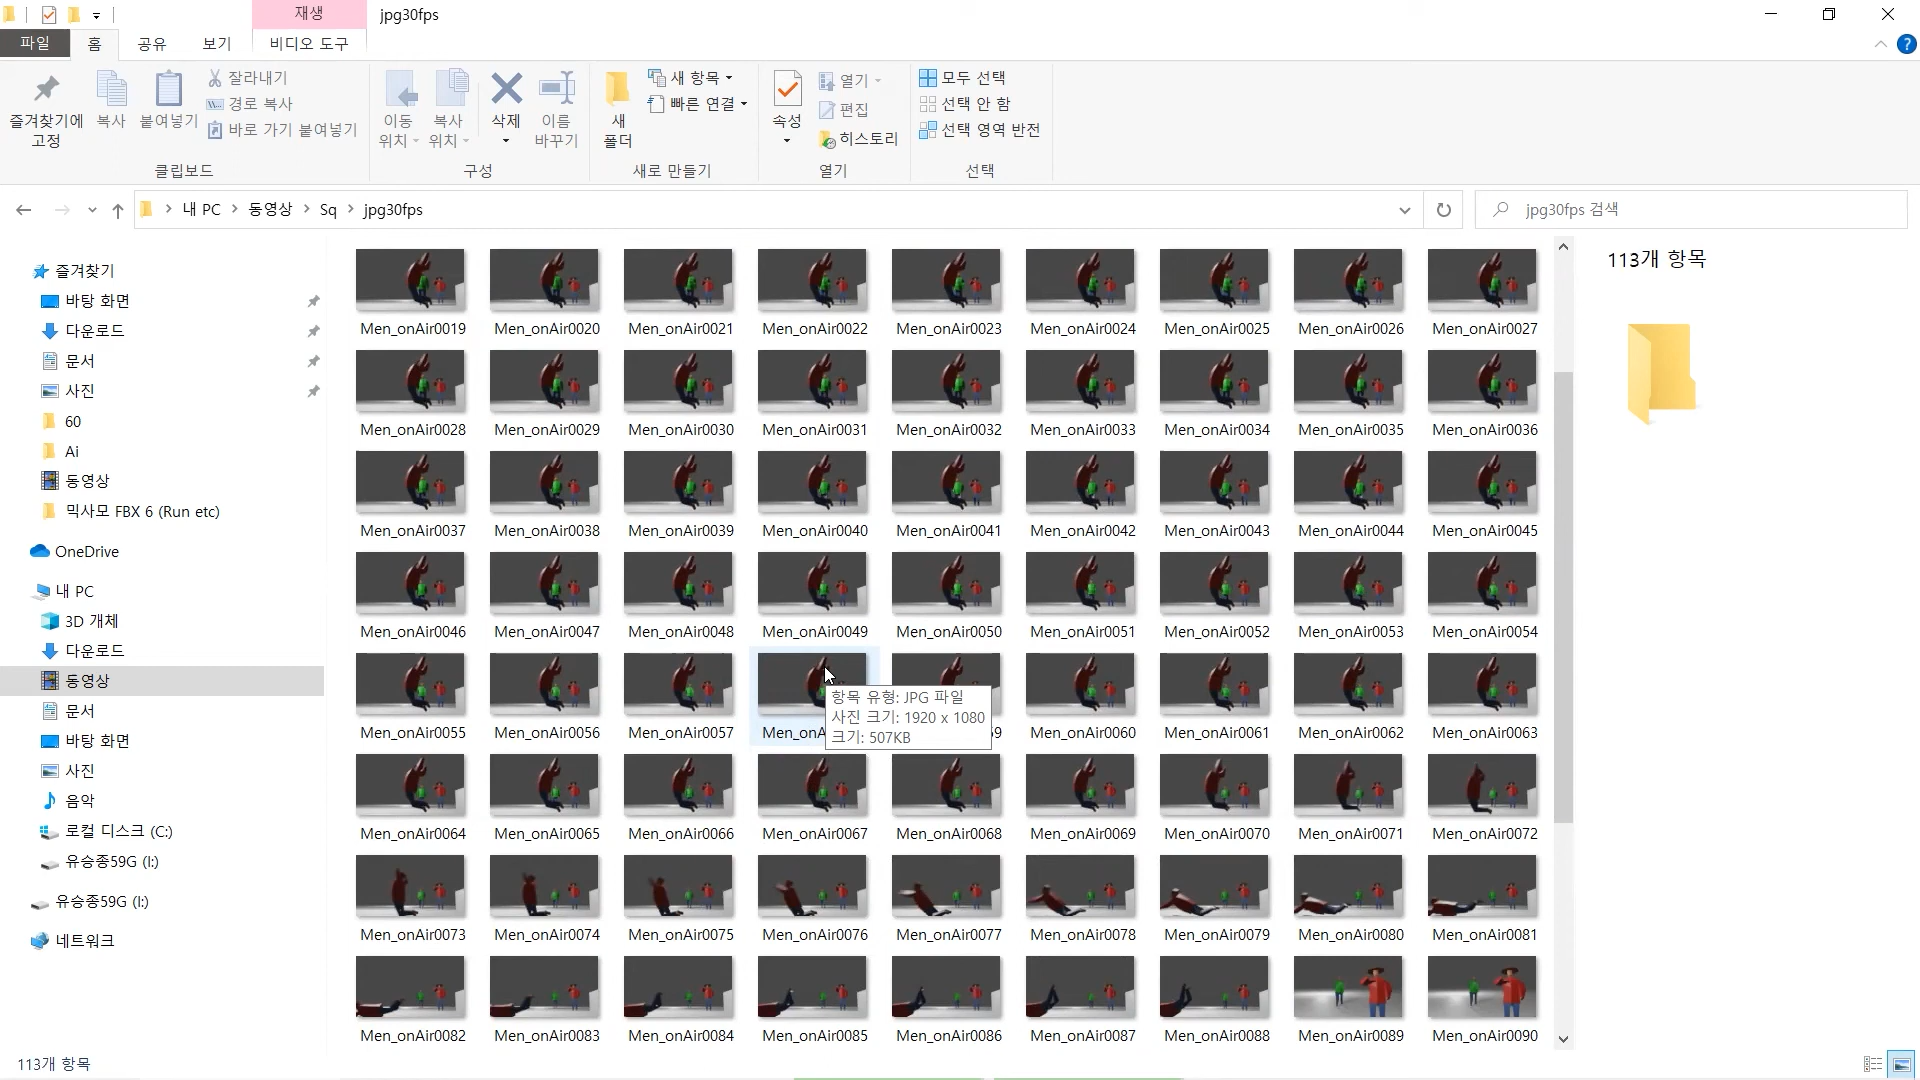 재생
jpg30fps
파일
홈
공유
보기
비디오 도구
즐겨찾기에
고정
복사
붙여넣기
잘라내기
경로 복사
바로 가기 붙여넣기
클립보드
이동
위치
복사
위치
삭제
이름
바꾸기
구성
새
폴더
새 항목
빠른 연결
새로 만들기
속성
열기
편집
히스토리
열기
모두 선택
선택 안 함
선택 영역 반전
선택
내 PC > 동영상 > Sq > jpg30fps
jpg30fps 검색
즐겨찾기
바탕 화면
다운로드
문서
사진
60
Ai
동영상
믹사모 FBX 6 (Run etc)
OneDrive
내 PC
3D 개체
다운로드
동영상
문서
바탕 화면
사진
음악
로컬 디스크 (C:)
유승종59G (I:)
유승종59G (I:)
네트워크
Men_onAir0019 Men_onAir0020 Men_onAir0021 Men_onAir0022 Men_onAir0023 Men_onAir0024 Men_onAir0025 Men_onAir0026 Men_onAir0027
Men_onAir0028 Men_onAir0029 Men_onAir0030 Men_onAir0031 Men_onAir0032 Men_onAir0033 Men_onAir0034 Men_onAir0035 Men_onAir0036
Men_onAir0037 Men_onAir0038 Men_onAir0039 Men_onAir0040 Men_onAir0041 Men_onAir0042 Men_onAir0043 Men_onAir0044 Men_onAir0045
Men_onAir0046 Men_onAir0047 Men_onAir0048 Men_onAir0049 Men_onAir0050 Men_onAir0051 Men_onAir0052 Men_onAir0053 Men_onAir0054
Men_onAir0055 Men_onAir0056 Men_onAir0057 Men_onA 59 Men_onAir0060 Men_onAir0061 Men_onAir0062 Men_onAir0063
항목 유형: JPG 파일
사진 크기: 1920 x 1080
크기: 507KB
Men_onAir0064 Men_onAir0065 Men_onAir0066 Men_onAir0067 Men_onAir0068 Men_onAir0069 Men_onAir0070 Men_onAir0071 Men_onAir0072
Men_onAir0073 Men_onAir0074 Men_onAir0075 Men_onAir0076 Men_onAir0077 Men_onAir0078 Men_onAir0079 Men_onAir0080 Men_onAir0081
Men_onAir0082 Men_onAir0083 Men_onAir0084 Men_onAir0085 Men_onAir0086 Men_onAir0087 Men_onAir0088 Men_onAir0089 Men_onAir0090
113개 항목
113개 항목